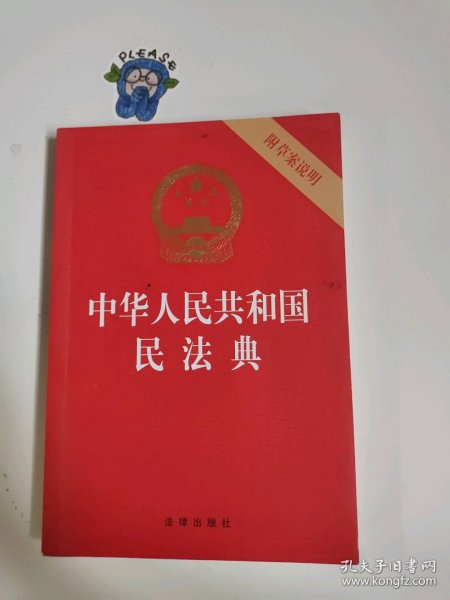 PLEASE
附草案说明
中华人民共和国
民法典
法律出版社
孔夫子旧书网
www.kongfz.com